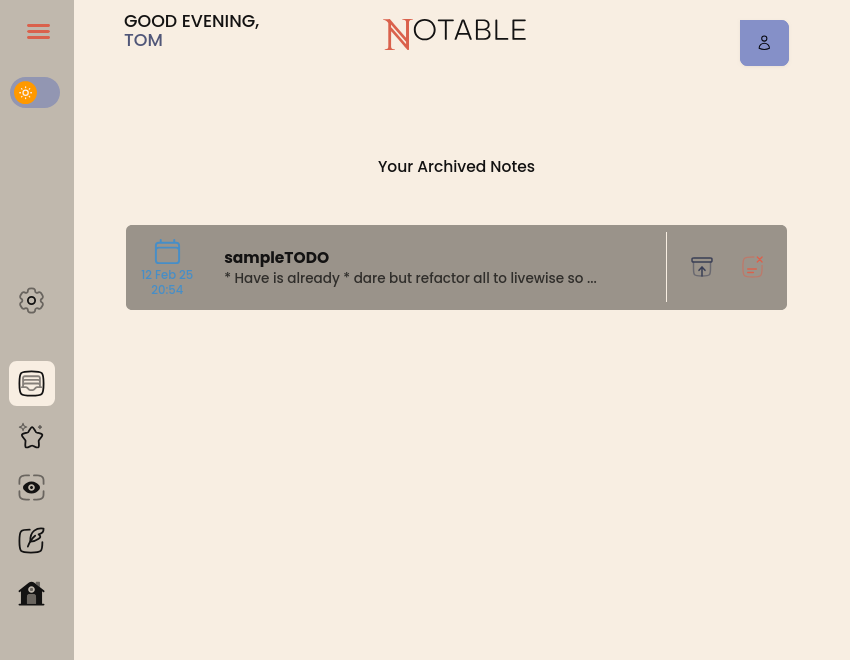 GOOD EVENING,
TOM
NOTABLE
Your Archived Notes
12 Feb 25
20:54
sampleTODO
* Have is already * dare but refactor all to livewise so ...